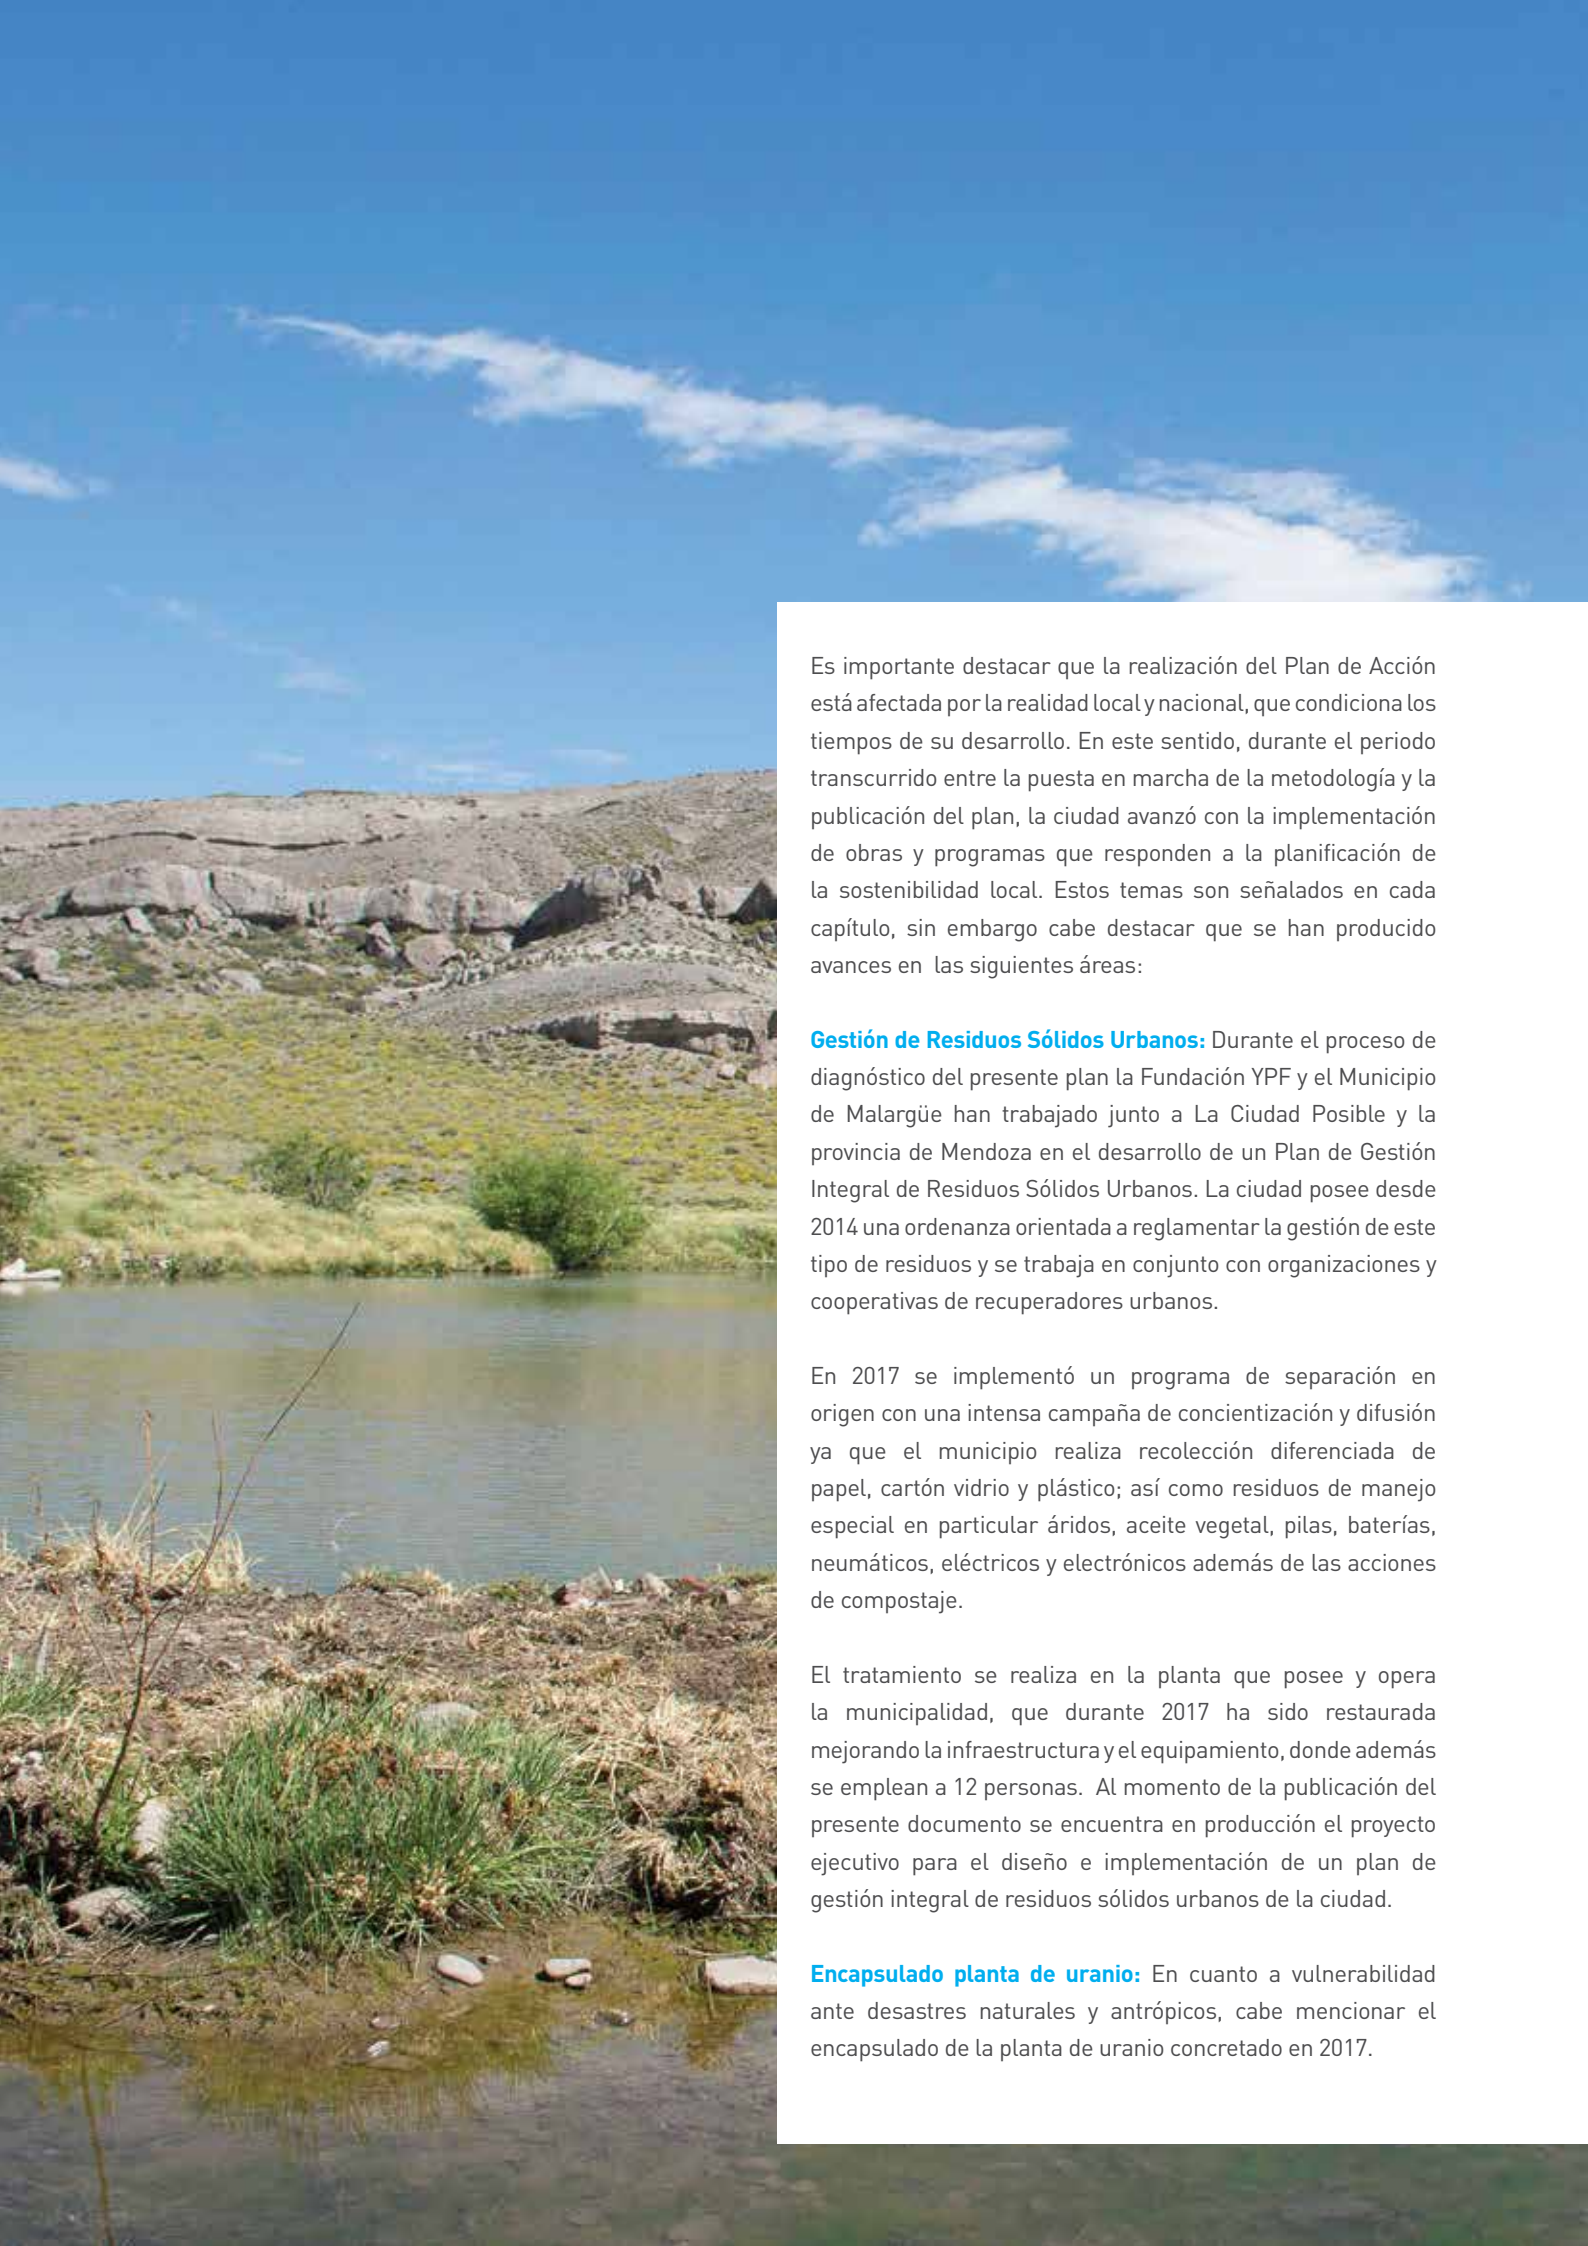 Es importante destacar que la realización del Plan de Acción
está afectada por la realidad local y nacional, que condiciona los
tiempos de su desarrollo. En este sentido, durante el periodo
transcurrido entre la puesta en marcha de la metodología y la
publicación del plan, la ciudad avanzó con la implementación
de obras y programas que responden a la planificación de
la sostenibilidad local. Estos temas son señalados en cada
capítulo, sin embargo cabe destacar que se han producido
avances en las siguientes áreas:
Gestión de Residuos Sólidos Urbanos: Durante el proceso de
diagnóstico del presente plan la Fundación YPF y el Municipio
de Malargüe han trabajado junto a La Ciudad Posible y la
provincia de Mendoza en el desarrollo de un Plan de Gestión
Integral de Residuos Sólidos Urbanos. La ciudad posee desde
2014 una ordenanza orientada a reglamentar la gestión de este
tipo de residuos y se trabaja en conjunto con organizaciones y
cooperativas de recuperadores urbanos.
En 2017 se implementó un programa de separación en
origen con una intensa campaña de concientización y difusión
ya que el municipio realiza recolección diferenciada de
papel, cartón vidrio y plástico; así como residuos de manejo
especial en particular áridos, aceite vegetal, pilas, baterías,
neumáticos, eléctricos y electrónicos además de las acciones
de compostaje.
El tratamiento se realiza en la planta que posee y opera
la municipalidad, que durante 2017 ha sido restaurada
mejorando la infraestructura y el equipamiento, donde además
se emplean a 12 personas. Al momento de la publicación del
presente documento se encuentra en producción el proyecto
ejecutivo para el diseño e implementación de un plan de
gestión integral de residuos sólidos urbanos de la ciudad.
Encapsulado planta de uranio: En cuanto a vulnerabilidad
ante desastres naturales y antrópicos, cabe mencionar el
encapsulado de la planta de uranio concretado en 2017.